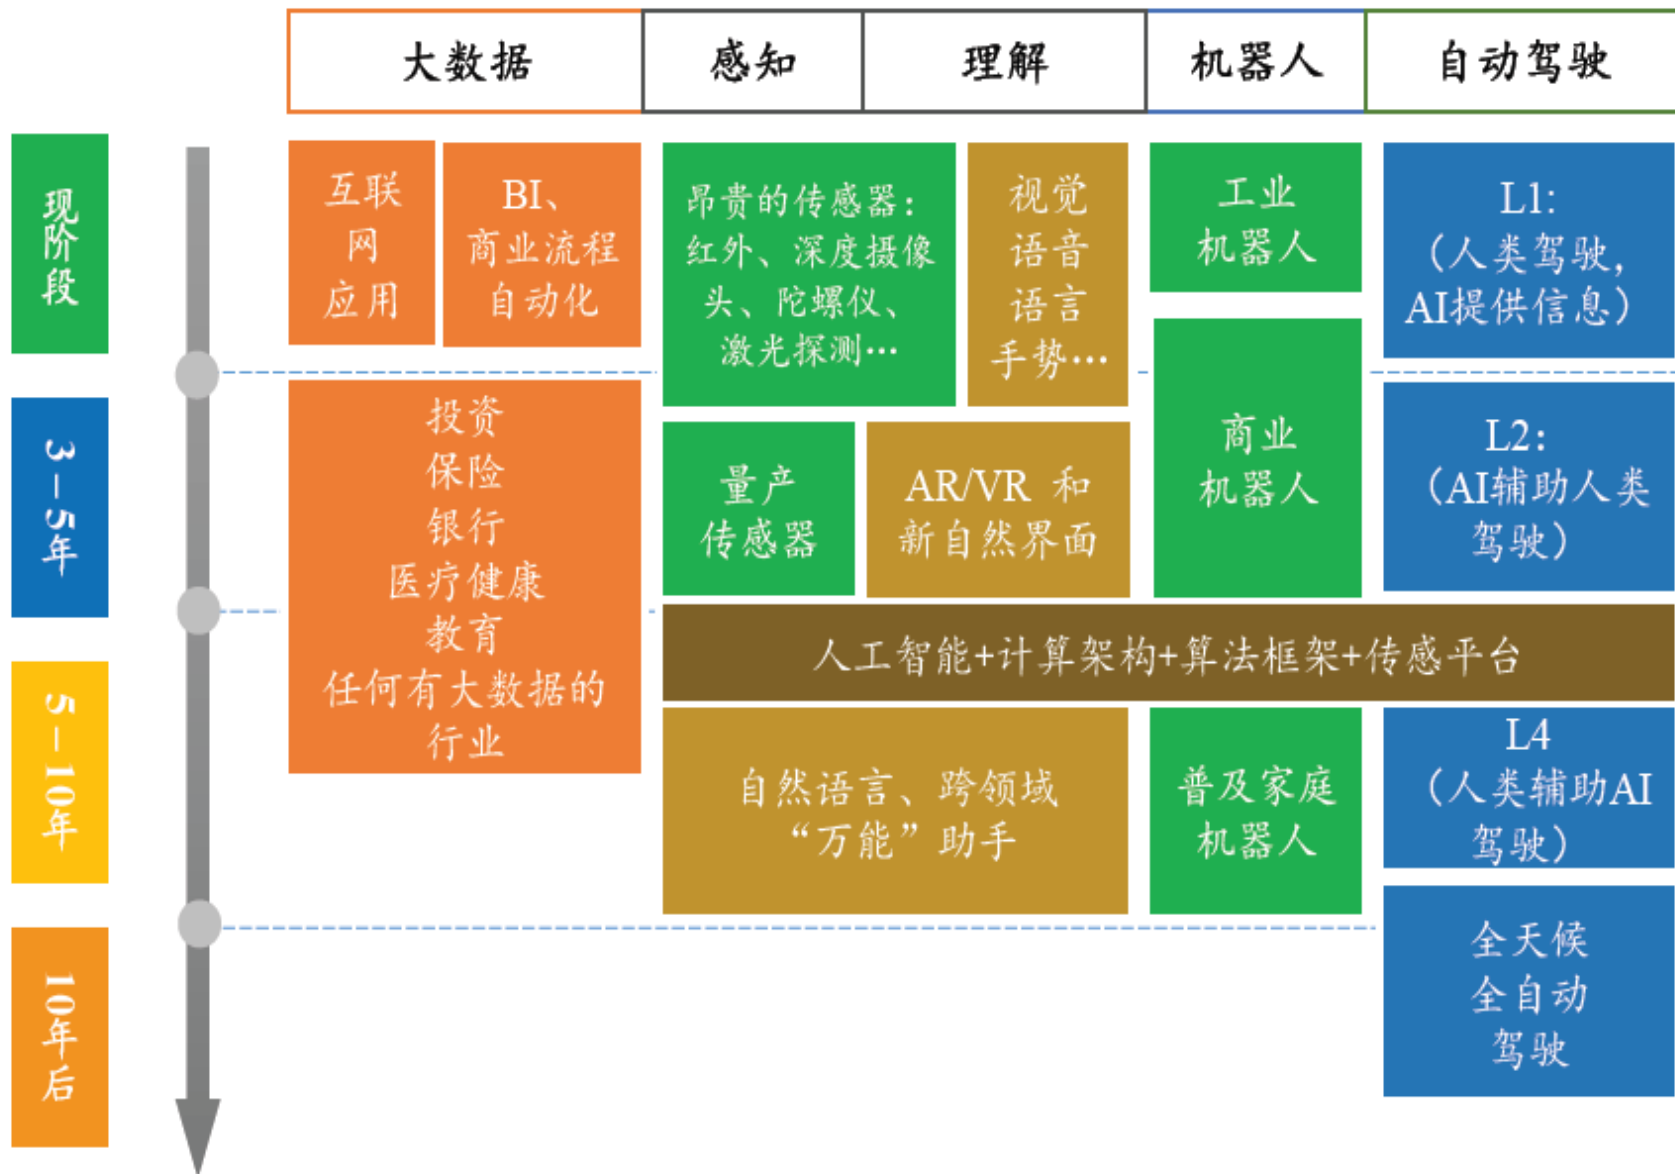 大数据
感知
理解
机器人
自动驾驶
现阶段
互联
网
应用
BI、
商业流程
自动化
昂贵的传感器：
红外、深度摄像
头、陀螺仪、
激光探测…
视觉
语音
语言
手势…
工业
机器人
L1:
（人类驾驶，
AI提供信息）
3-5年
投资
保险
银行
医疗健康
教育
任何有大数据的
行业
量产
传感器
AR/VR 和
新自然界面
商业
机器人
L2：
（AI辅助人类
驾驶）
人工智能+计算架构+算法框架+传感平台
5-10年
自然语言、跨领域
“万能”助手
普及家庭
机器人
L4
（人类辅助AI
驾驶）
10年后
全天候
全自动
驾驶